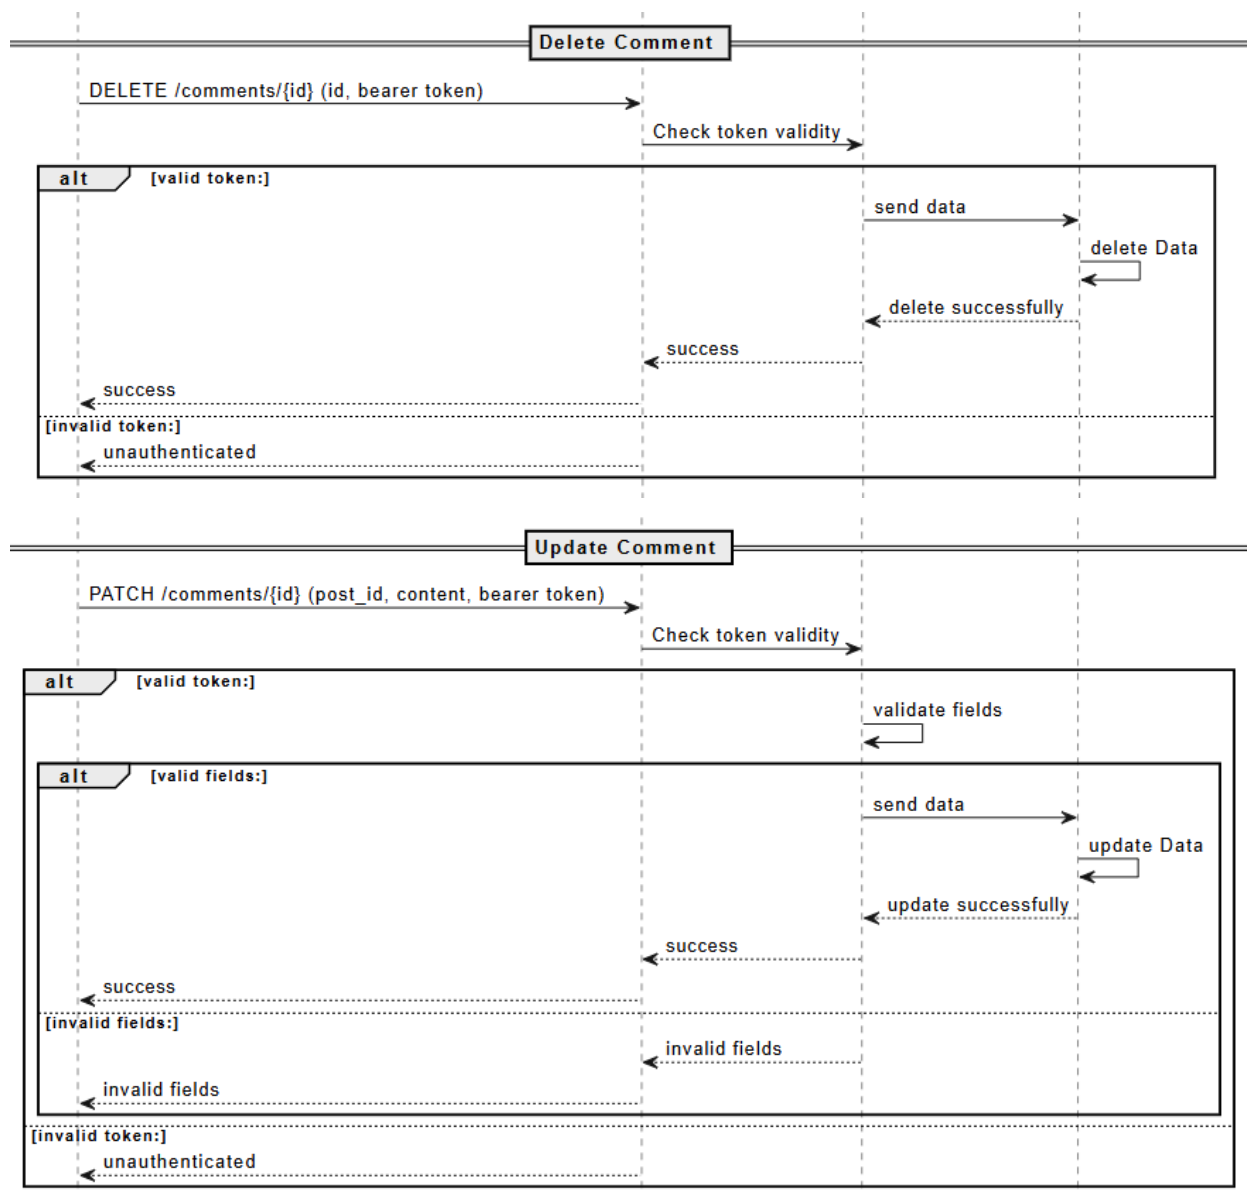 Delete Comment
DELETE /comments/{id} (id, bearer token)
Check token validity
alt [valid token:]
send data
delete Data
delete successfully
success
success
[invalid token:]
unauthenticated
Update Comment
PATCH /comments/{id} (post_id, content, bearer token)
Check token validity
alt [valid token:]
validate fields
alt [valid fields:]
send data
update Data
update successfully
success
success
[invalid fields:]
invalid fields
invalid fields
[invalid token:]
unauthenticated